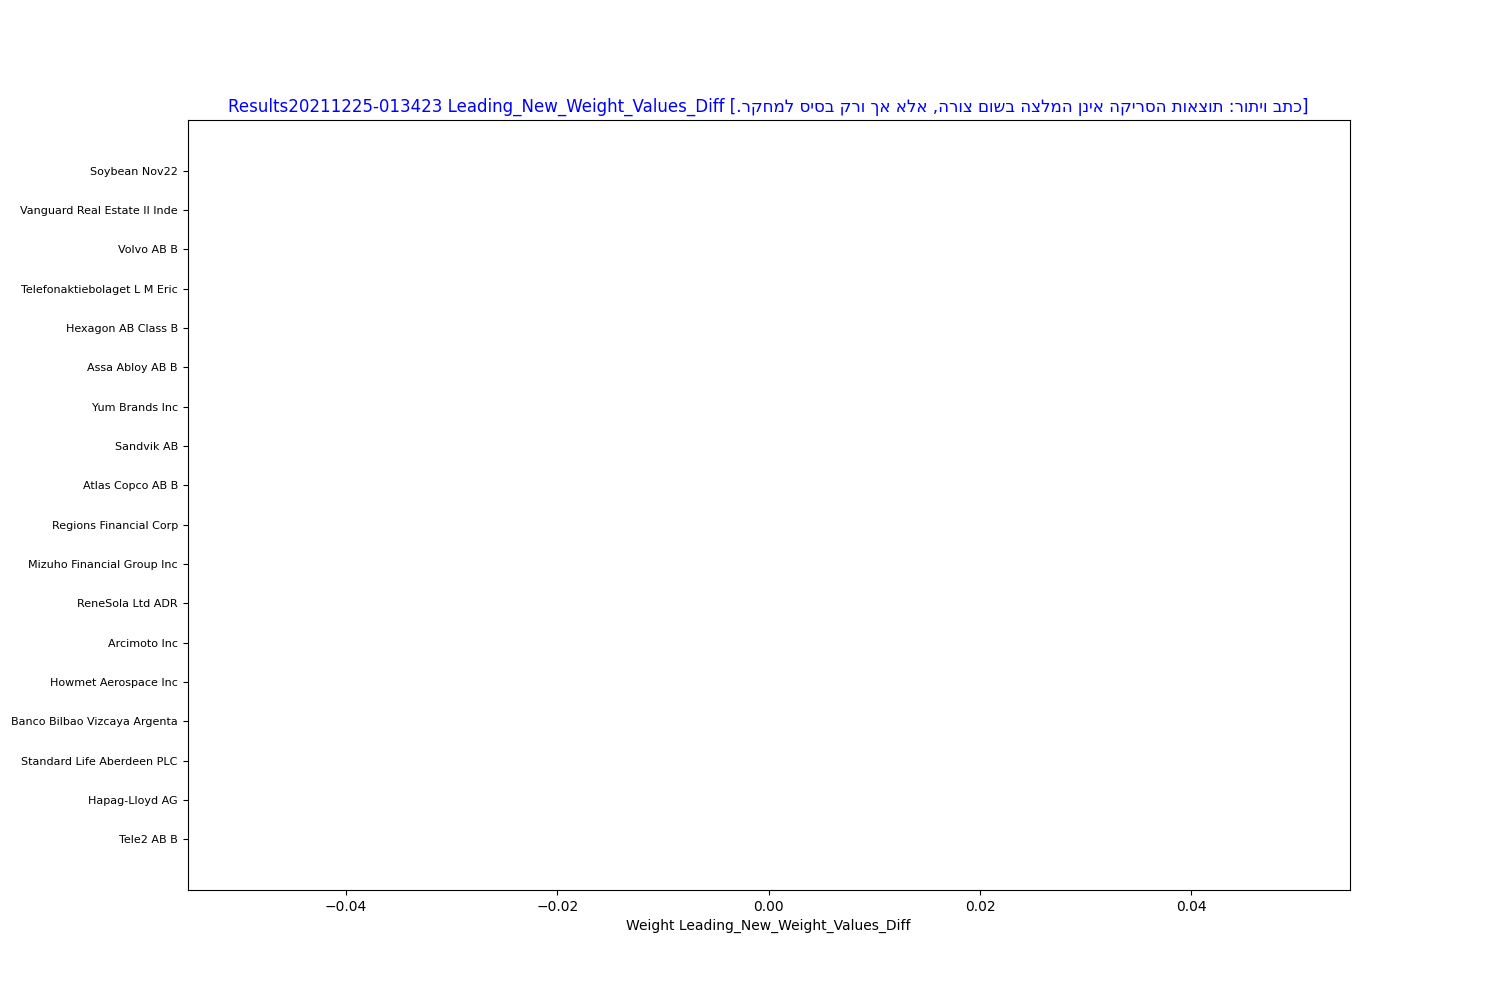 Results20211225-013423 Leading_New_Weight_Values_Diff [כתב ויתור: תוצאות הסריקה אינן המלצה בשום צורה, אלא אך ורק בסיס למחקר.]
Soybean Nov22
Vanguard Real Estate II Inde
Volvo AB B
Telefonaktiebolaget L M Eric
Hexagon AB Class B
Assa Abloy AB B
Yum Brands Inc
Sandvik AB
Atlas Copco AB B
Regions Financial Corp
Mizuho Financial Group Inc
ReneSola Ltd ADR
Arcimoto Inc
Howmet Aerospace Inc
Banco Bilbao Vizcaya Argenta
Standard Life Aberdeen PLC
Hapag-Lloyd AG
Tele2 AB B
−0.04 −0.02 0.00 0.02 0.04
Weight Leading_New_Weight_Values_Diff